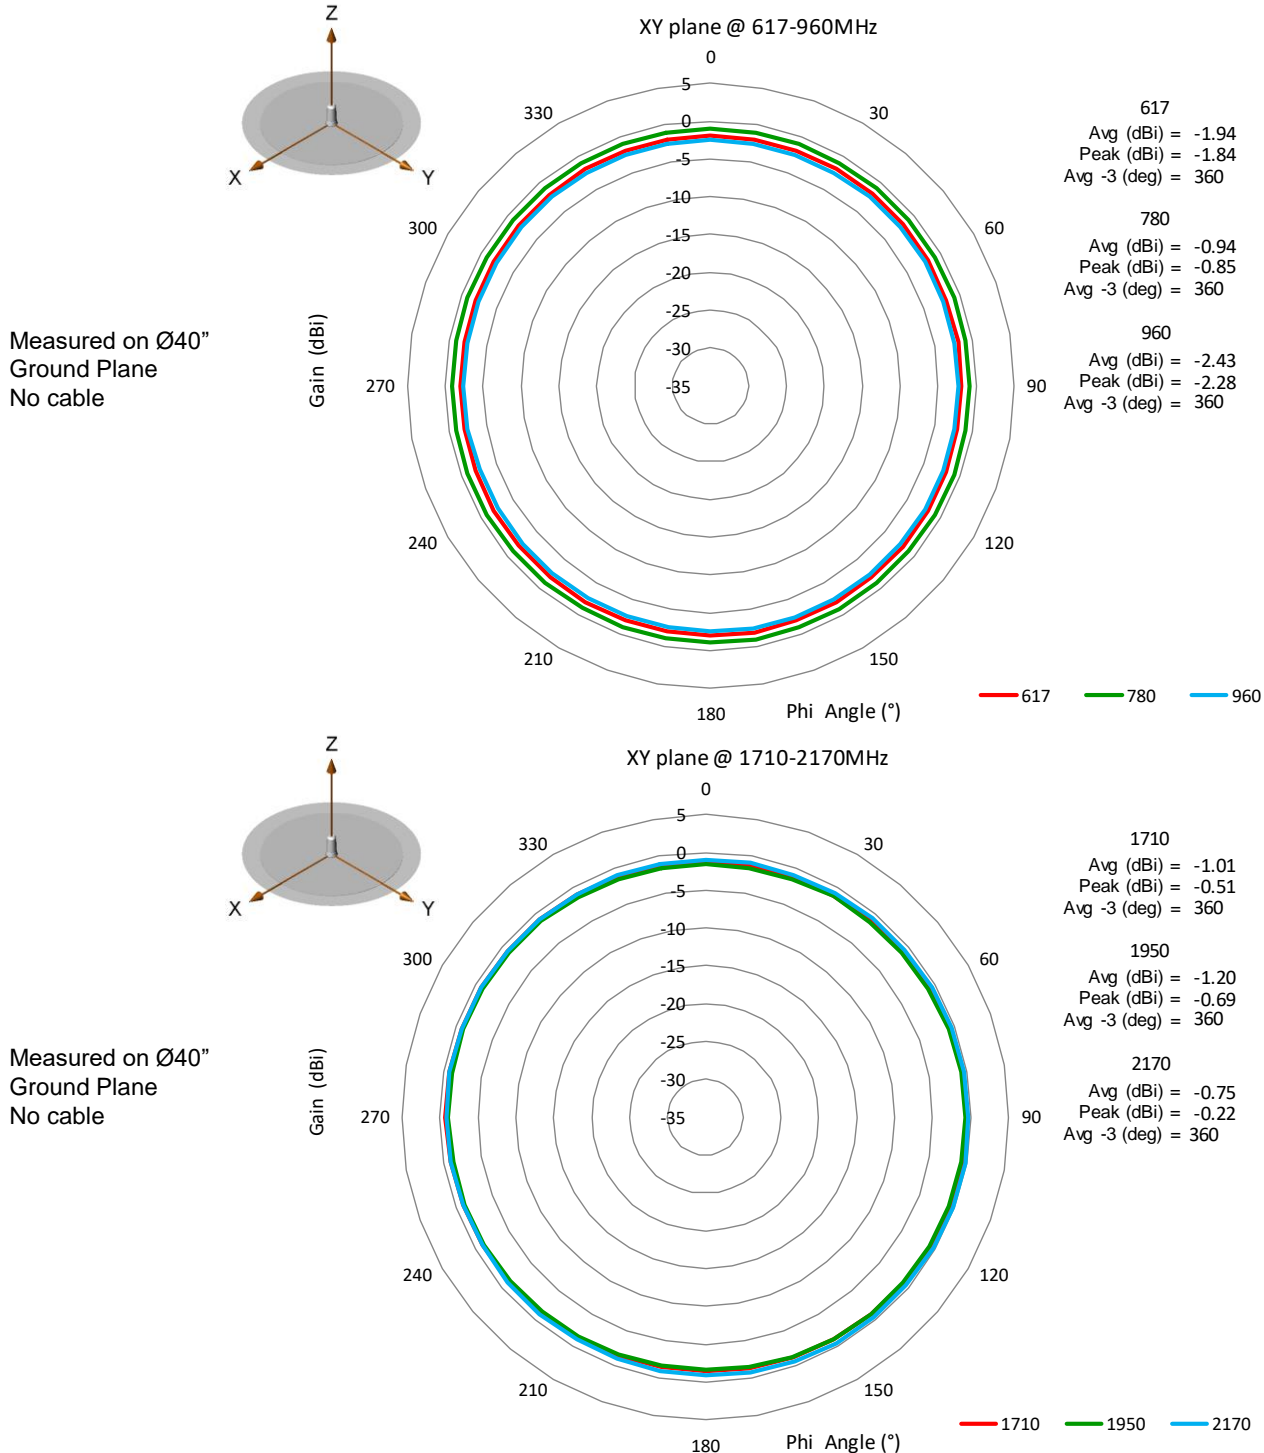 Z
X
Y
Measured on Ø40”
Ground Plane
No cable
XY plane @ 617-960MHz
0
30
60
90
120
150
180
210
240
270
300
330
5
0
-5
-10
-15
-20
-25
-30
-35
Gain (dBi)
Phi Angle (°)
617
Avg (dBi) = -1.94
Peak (dBi) = -1.84
Avg -3 (deg) = 360
780
Avg (dBi) = -0.94
Peak (dBi) = -0.85
Avg -3 (deg) = 360
960
Avg (dBi) = -2.43
Peak (dBi) = -2.28
Avg -3 (deg) = 360
617 780 960
Z
X
Y
Measured on Ø40”
Ground Plane
No cable
XY plane @ 1710-2170MHz
0
30
60
90
120
150
180
210
240
270
300
330
5
0
-5
-10
-15
-20
-25
-30
-35
Gain (dBi)
Phi Angle (°)
1710
Avg (dBi) = -1.01
Peak (dBi) = -0.51
Avg -3 (deg) = 360
1950
Avg (dBi) = -1.20
Peak (dBi) = -0.69
Avg -3 (deg) = 360
2170
Avg (dBi) = -0.75
Peak (dBi) = -0.22
Avg -3 (deg) = 360
1710 1950 2170